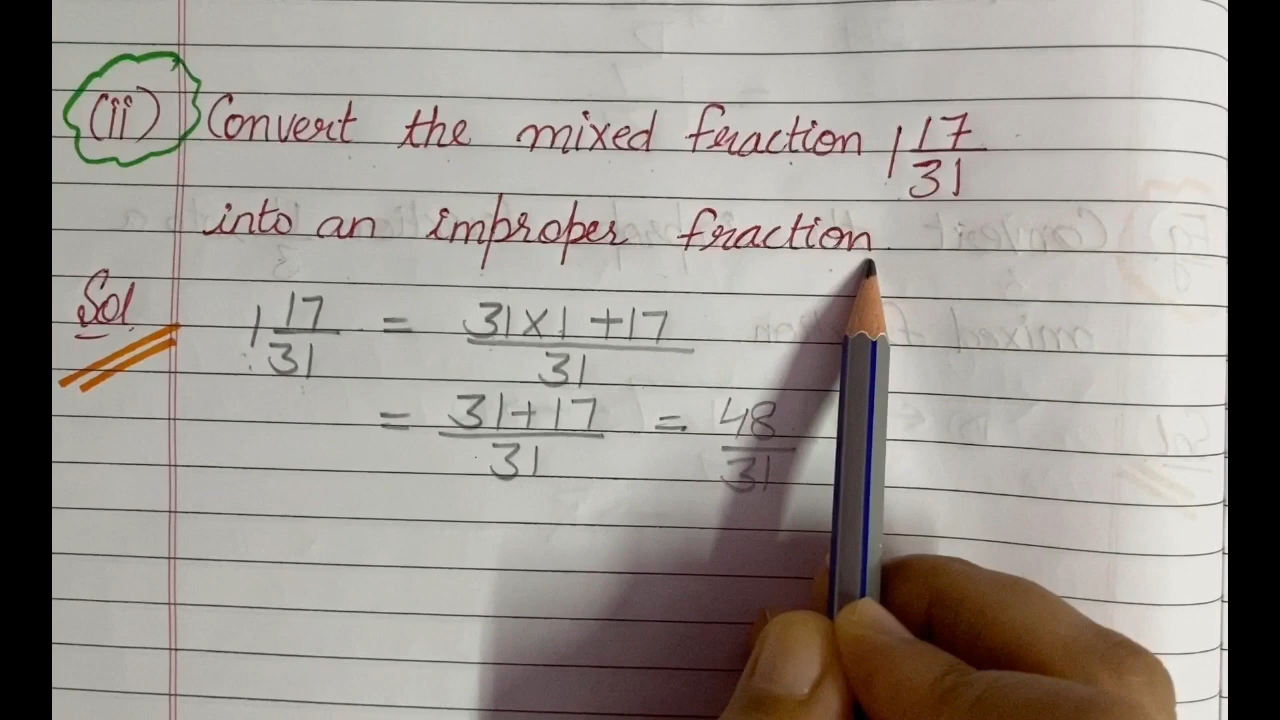 (ii) Convert the mixed fraction 1 17/31
into an improper fraction
Sol 1 17/31 = 31×1+17/31
= 31+17/31 = 48/31